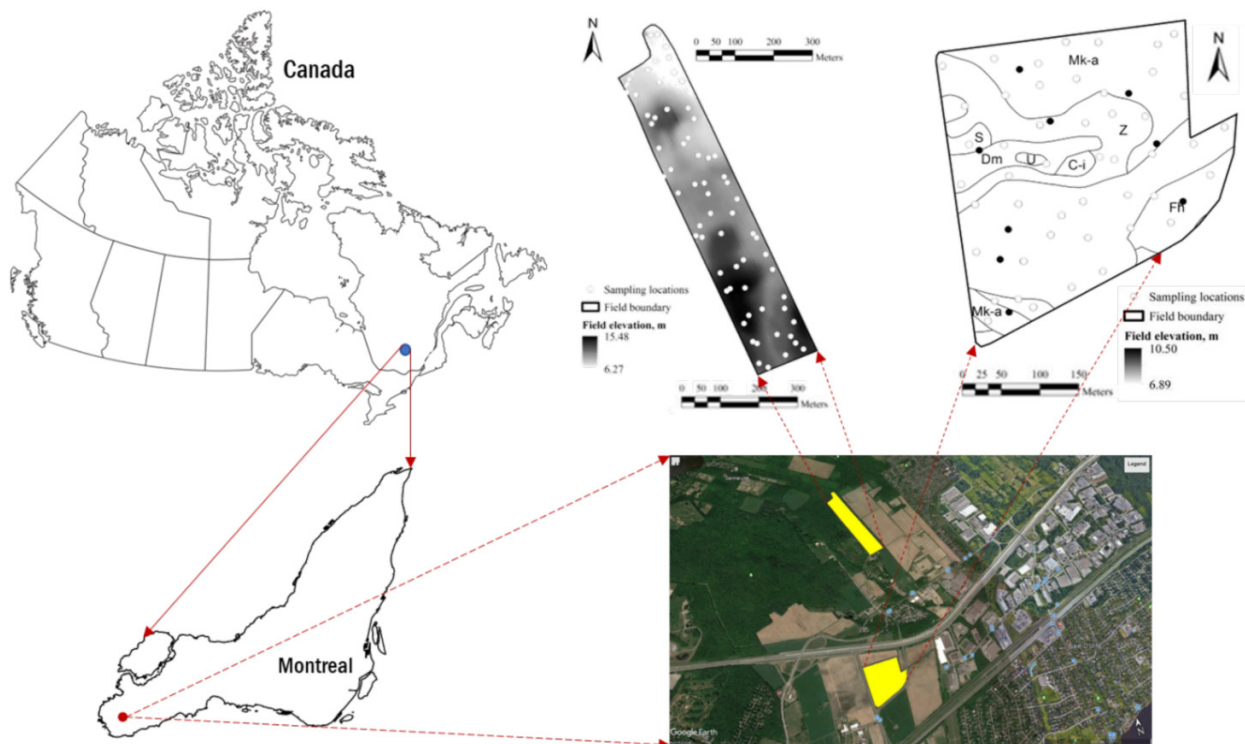 Canada
Montreal
N
0 50 100 200 300
Meters
Sampling locations
Field boundary
Field elevation, m
15.48
6.27
0 50 100 200 300
Meters
N
Mk-a
Z
S
Dm
U
C-i
Fh
Mk-a
Sampling locations
Field boundary
Field elevation, m
10.50
6.89
0 25 50 100 150
Meters
Legend
Google Earth
N